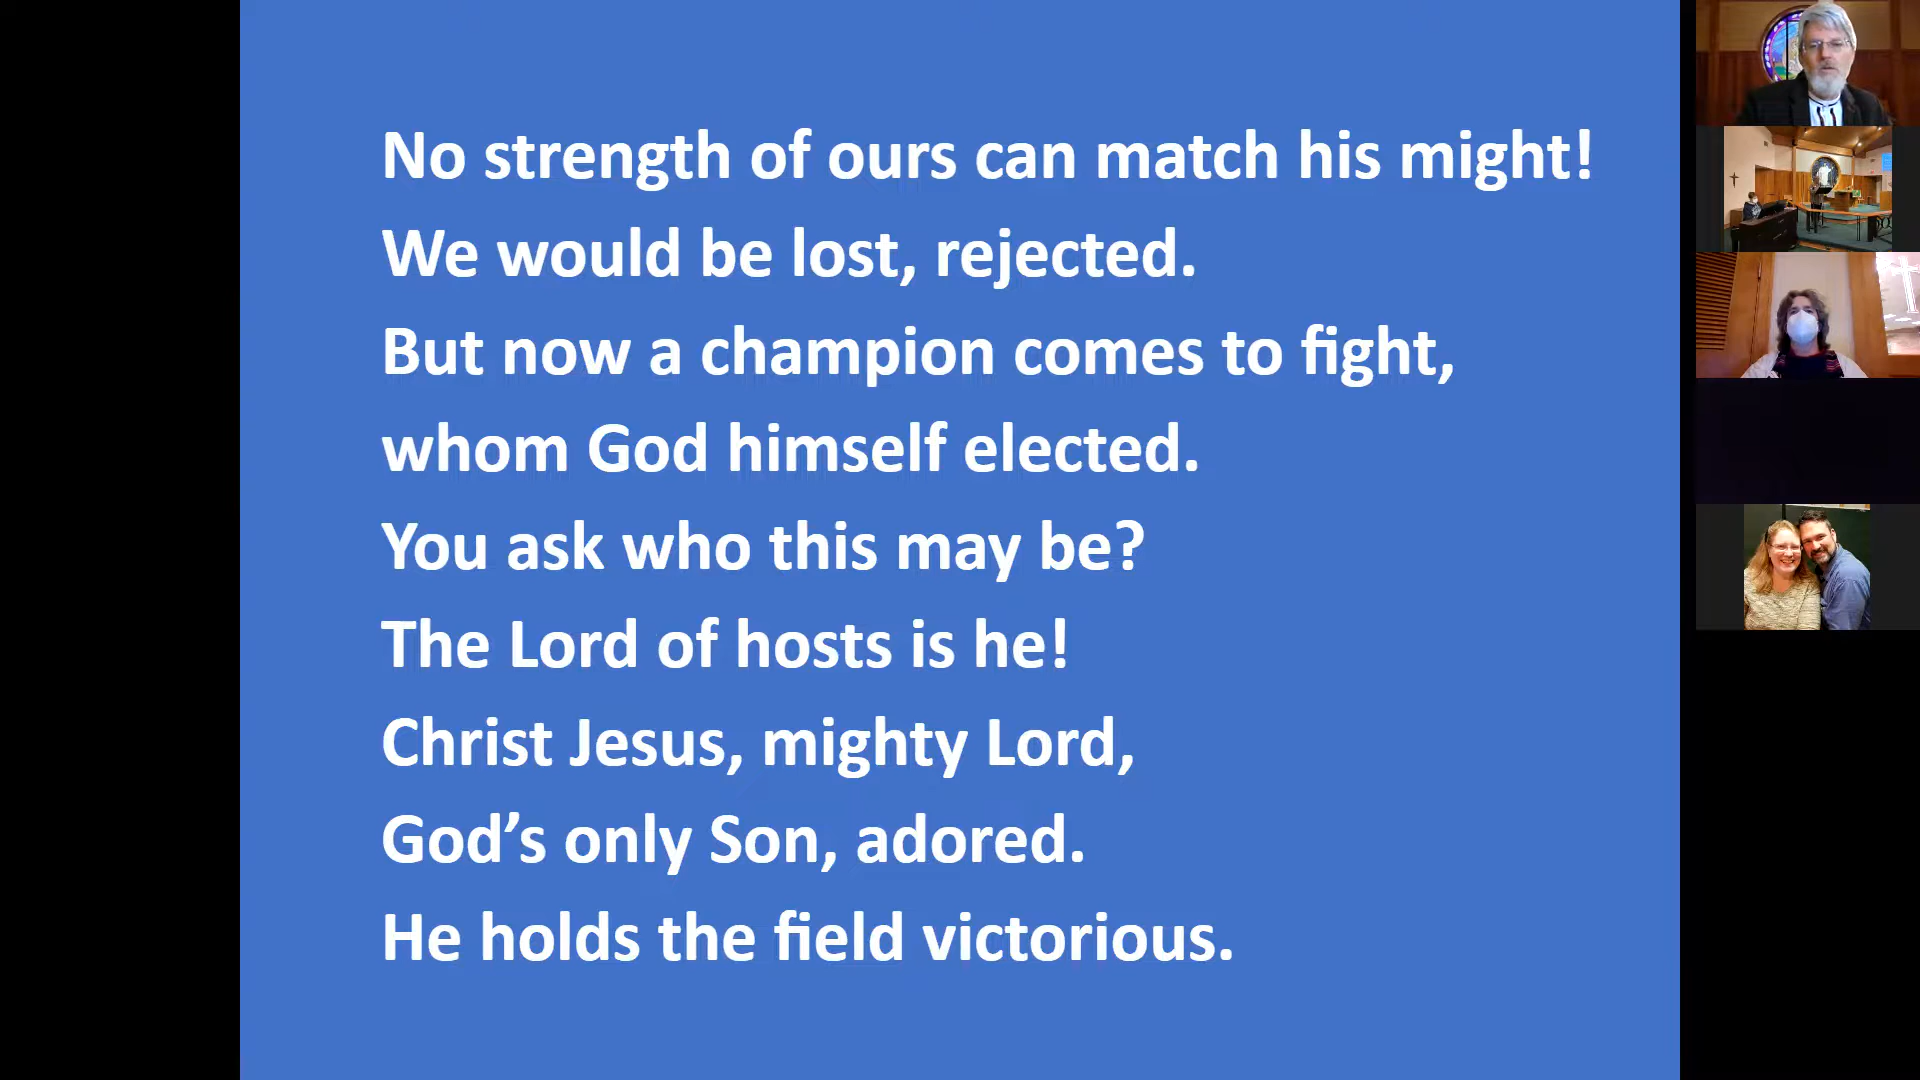 No strength of ours can match his might!
We would be lost, rejected.
But now a champion comes to fight,
whom God himself elected.
You ask who this may be?
The Lord of hosts is he!
Christ Jesus, mighty Lord,
God’s only Son, adored.
He holds the field victorious.